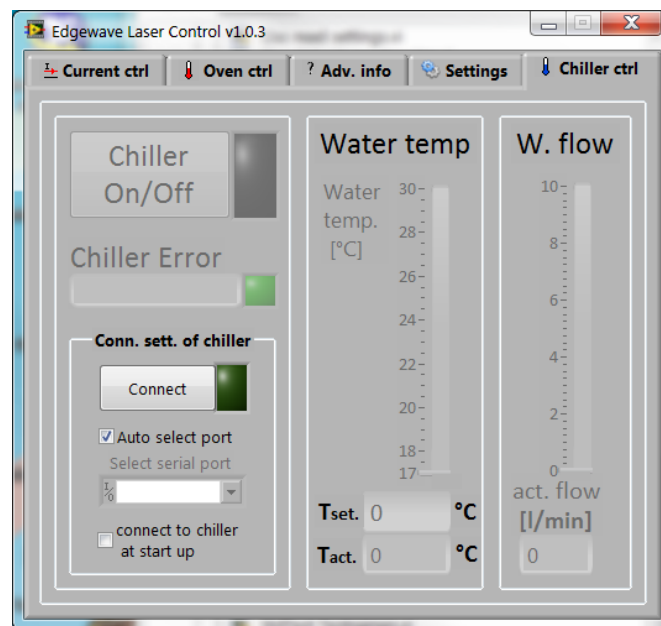 Edgewave Laser Control v1.0.3
Current ctrl
Oven ctrl
? Adv. info
Settings
Chiller ctrl
Chiller
On/Off
Chiller Error
Conn. sett. of chiller
Connect
Auto select port
Select serial port
I/O
connect to chiller
at start up
Water temp
Water
temp.
[°C]
30
28
26
24
22
20
18
17
Tset. 0 °C
Tact. 0 °C
W. flow
10
8
6
4
2
0
act. flow
[l/min]
0